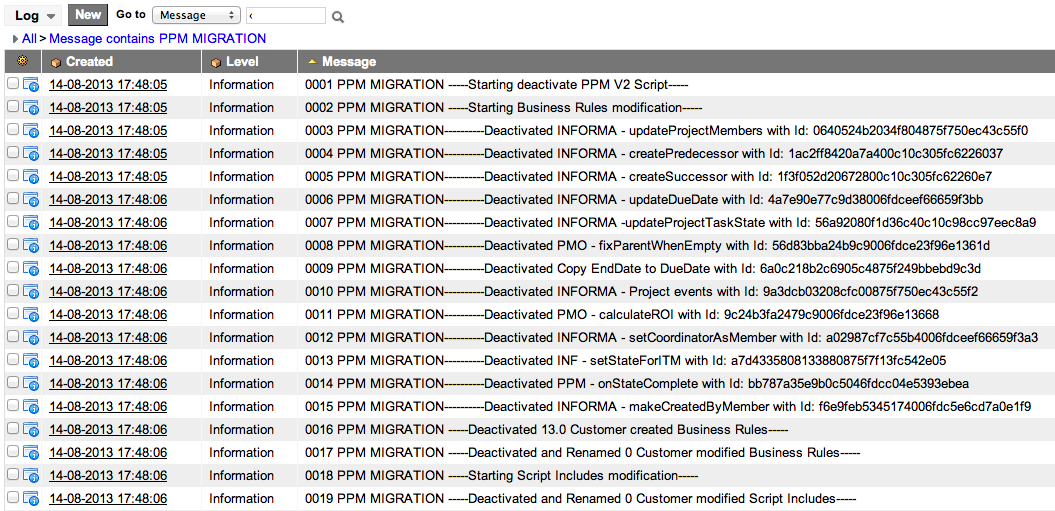 Log New Go to Message ‹
All > Message contains PPM MIGRATION
Created Level Message
14-08-2013 17:48:05 Information 0001 PPM MIGRATION -----Starting deactivate PPM V2 Script-----
14-08-2013 17:48:05 Information 0002 PPM MIGRATION -----Starting Business Rules modification-----
14-08-2013 17:48:05 Information 0003 PPM MIGRATION----------Deactivated INFORMA - updateProjectMembers with Id: 0640524b2034f804875f750ec43c55f0
14-08-2013 17:48:05 Information 0004 PPM MIGRATION----------Deactivated INFORMA - createPredecessor with Id: 1ac2ff8420a7a400c10c305fc6226037
14-08-2013 17:48:05 Information 0005 PPM MIGRATION----------Deactivated INFORMA - createSuccessor with Id: 1f3f052d20672800c10c305fc62260e7
14-08-2013 17:48:06 Information 0006 PPM MIGRATION----------Deactivated INFORMA - updateDueDate with Id: 4a7e90e77c9d38006fdceef66659f3bb
14-08-2013 17:48:06 Information 0007 PPM MIGRATION----------Deactivated INFORMA -updateProjectTaskState with Id: 56a92080f1d36c40c10c98cc97eec8a9
14-08-2013 17:48:06 Information 0008 PPM MIGRATION----------Deactivated PMO - fixParentWhenEmpty with Id: 56d83bba24b9c9006fdce23f96e1361d
14-08-2013 17:48:06 Information 0009 PPM MIGRATION----------Deactivated Copy EndDate to DueDate with Id: 6a0c218b2c6905c4875f249bbebd9c3d
14-08-2013 17:48:06 Information 0010 PPM MIGRATION----------Deactivated INFORMA - Project events with Id: 9a3dcb03208cfc00875f750ec43c55f2
14-08-2013 17:48:06 Information 0011 PPM MIGRATION----------Deactivated PMO - calculateROI with Id: 9c24b3fa2479c9006fdce23f96e13668
14-08-2013 17:48:06 Information 0012 PPM MIGRATION----------Deactivated INFORMA - setCoordinatorAsMember with Id: a02987cf7c55b4006fdceef66659f3a3
14-08-2013 17:48:06 Information 0013 PPM MIGRATION----------Deactivated INF - setStateForITM with Id: a7d4335808133880875f7f13fc542e05
14-08-2013 17:48:06 Information 0014 PPM MIGRATION----------Deactivated PPM - onStateComplete with Id: bb787a35e9b0c5046fdcc04e5393ebea
14-08-2013 17:48:06 Information 0015 PPM MIGRATION----------Deactivated INFORMA - makeCreatedByMember with Id: f6e9feb5345174006fdc5e6cd7a0e1f9
14-08-2013 17:48:06 Information 0016 PPM MIGRATION -----Deactivated 13.0 Customer created Business Rules-----
14-08-2013 17:48:06 Information 0017 PPM MIGRATION -----Deactivated and Renamed 0 Customer modified Business Rules-----
14-08-2013 17:48:06 Information 0018 PPM MIGRATION -----Starting Script Includes modification-----
14-08-2013 17:48:06 Information 0019 PPM MIGRATION -----Deactivated and Renamed 0 Customer modified Script Includes-----